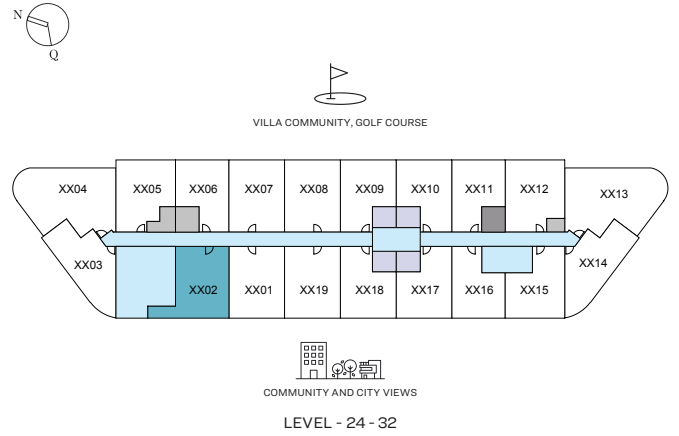 N
Q
VILLA COMMUNITY, GOLF COURSE
XX04 XX05 XX06 XX07 XX08 XX09 XX10 XX11 XX12 XX13
XX03 XX14
XX02 XX01 XX19 XX18 XX17 XX16 XX15
COMMUNITY AND CITY VIEWS
LEVEL - 24 - 32